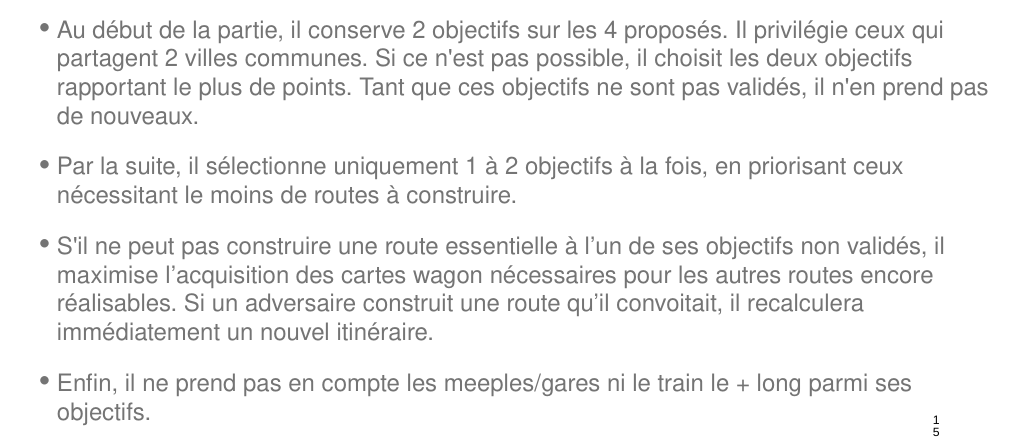 • Au début de la partie, il conserve 2 objectifs sur les 4 proposés. Il privilégie ceux qui
partagent 2 villes communes. Si ce n'est pas possible, il choisit les deux objectifs
rapportant le plus de points. Tant que ces objectifs ne sont pas validés, il n'en prend pas
de nouveaux.
• Par la suite, il sélectionne uniquement 1 à 2 objectifs à la fois, en priorisant ceux
nécessitant le moins de routes à construire.
• S'il ne peut pas construire une route essentielle à l’un de ses objectifs non validés, il
maximise l’acquisition des cartes wagon nécessaires pour les autres routes encore
réalisables. Si un adversaire construit une route qu’il convoitait, il recalculera
immédiatement un nouvel itinéraire.
• Enfin, il ne prend pas en compte les meeples/gares ni le train le + long parmi ses
objectifs.
1
5